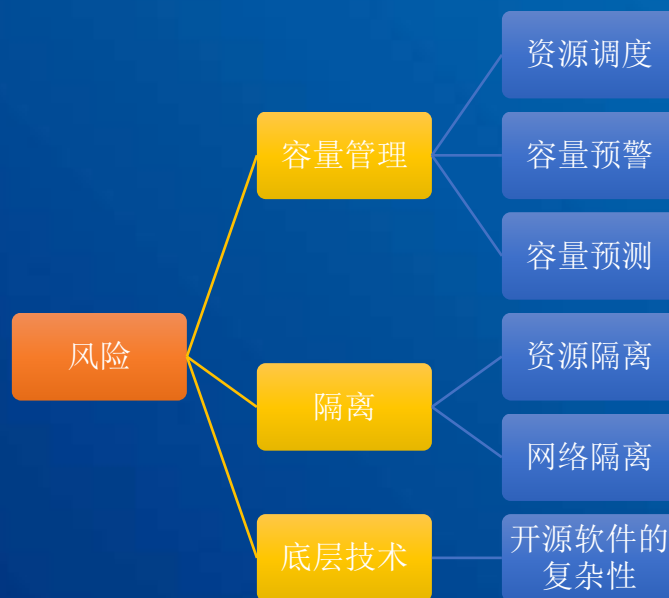 资源调度
容量管理
容量预警
容量预测
风险
资源隔离
隔离
网络隔离
底层技术
开源软件的
复杂性